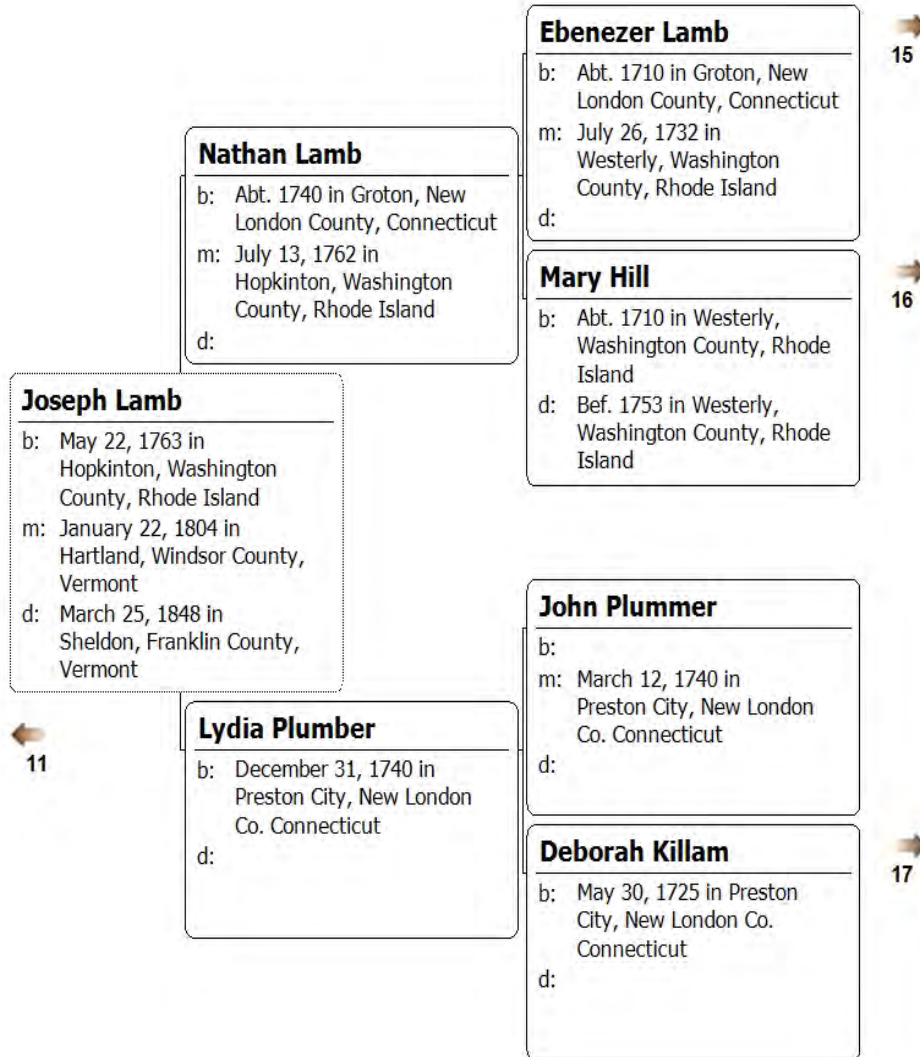 Ebenezer Lamb
b: Abt. 1710 in Groton, New
London County, Connecticut
m: July 26, 1732 in
Westerly, Washington
County, Rhode Island
d:
15
Nathan Lamb
b: Abt. 1740 in Groton, New
London County, Connecticut
m: July 13, 1762 in
Hopkinton, Washington
County, Rhode Island
d:
Mary Hill
b: Abt. 1710 in Westerly,
Washington County, Rhode
Island
d: Bef. 1753 in Westerly,
Washington County, Rhode
Island
16
Joseph Lamb
b: May 22, 1763 in
Hopkinton, Washington
County, Rhode Island
m: January 22, 1804 in
Hartland, Windsor County,
Vermont
d: March 25, 1848 in
Sheldon, Franklin County,
Vermont
11
John Plummer
b:
m: March 12, 1740 in
Preston City, New London
Co. Connecticut
d:
Lydia Plumber
b: December 31, 1740 in
Preston City, New London
Co. Connecticut
d:
Deborah Killam
b: May 30, 1725 in Preston
City, New London Co.
Connecticut
d:
17